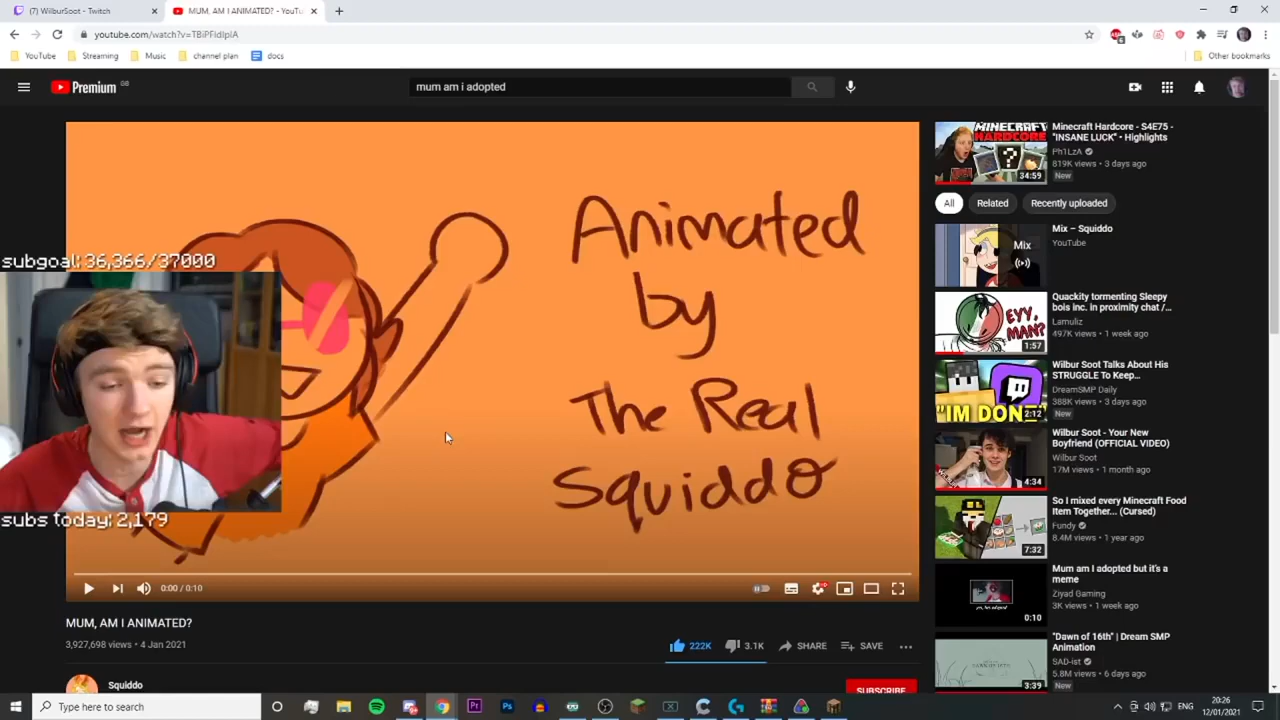 (7) WilburSoot - Twitch
MUM, AM I ANIMATED? - YouTu
youtube.com/watch?v=TBiPFidIpIA
YouTube
Streaming
Music
channel plan
docs
Other bookmarks
Premium GB
mum am i adopted
Animated
by
The Real
Squiddo
subgoal: 36,366/37000
subs today: 2,179
0:00 / 0:10
MUM, AM I ANIMATED?
3,927,698 views • 4 Jan 2021
222K
3.1K
SHARE
SAVE
Squiddo
SUBSCRIBE
MINECRAFT
HARDCORE
?
34:59
Minecraft Hardcore - S4E75 -
"INSANE LUCK" • Highlights
Ph1LzA
819K views • 3 days ago
New
All
Related
Recently uploaded
Mix
Mix – Squiddo
YouTube
EYY,
MAN?
1:57
Quackity tormenting Sleepy
bois inc. in proximity chat /...
Lamuliz
497K views • 1 week ago
"IM DONE"
2:12
Wilbur Soot Talks About His
STRUGGLE To Keep...
DreamSMP Daily
388K views • 3 days ago
New
4:34
Wilbur Soot - Your New
Boyfriend (OFFICIAL VIDEO)
Wilbur Soot
17M views • 1 month ago
7:32
So I mixed every Minecraft Food
Item Together... (Cursed)
Fundy
8.4M views • 1 year ago
0:10
Mum am I adopted but it's a
meme
Ziyad Gaming
3K views • 1 week ago
3:39
"Dawn of 16th" | Dream SMP
Animation
SAD-ist
5.8M views • 6 days ago
New
Type here to search
ENG
20:26
12/01/2021